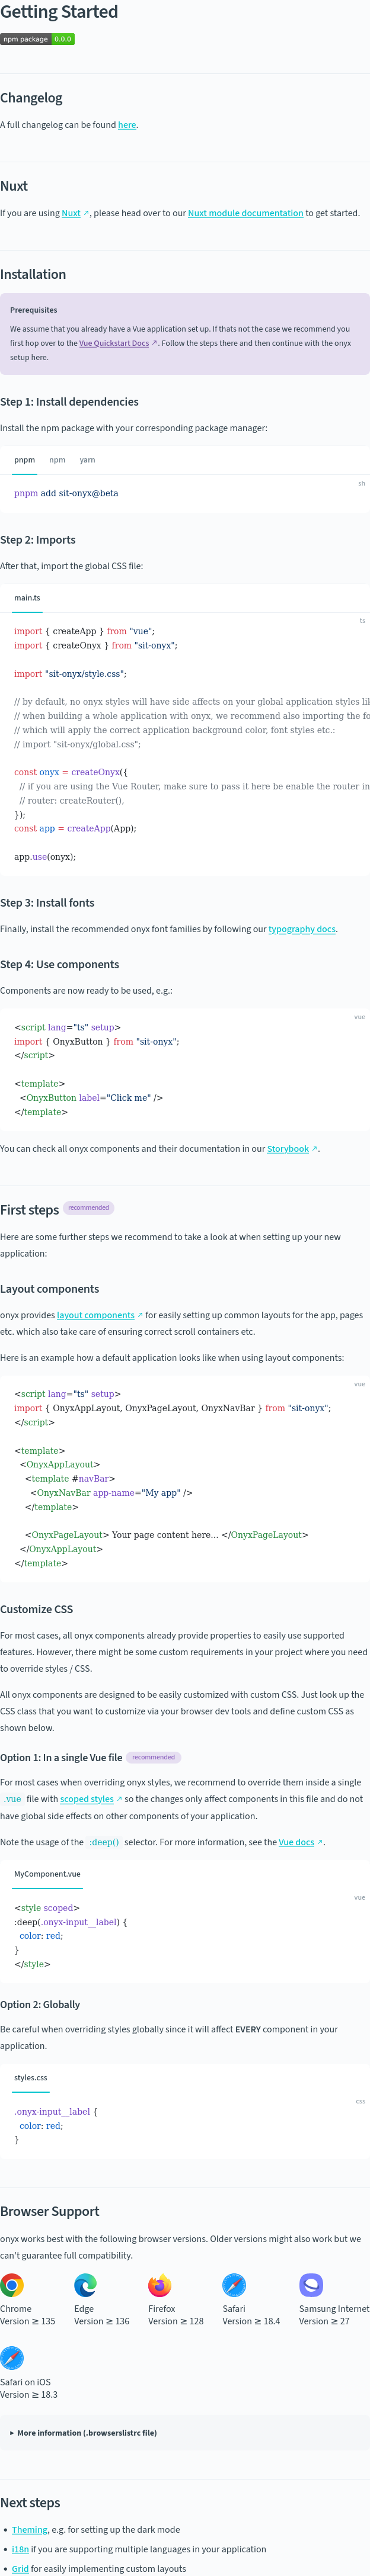 Getting Started
npm package 0.0.0
Changelog
A full changelog can be found here.
Nuxt
If you are using Nuxt ↗, please head over to our Nuxt module documentation to get started.
Installation
Prerequisites
We assume that you already have a Vue application set up. If thats not the case we recommend you
first hop over to the Vue Quickstart Docs ↗. Follow the steps there and then continue with the onyx
setup here.
Step 1: Install dependencies
Install the npm package with your corresponding package manager:
pnpm npm yarn
sh
pnpm add sit-onyx@beta
Step 2: Imports
After that, import the global CSS file:
main.ts
ts
import { createApp } from "vue";
import { createOnyx } from "sit-onyx";
import "sit-onyx/style.css";
// by default, no onyx styles will have side affects on your global application styles
// when building a whole application with onyx, we recommend also importing the
// which will apply the correct application background color, font styles etc.:
// import "sit-onyx/global.css";
const onyx = createOnyx({
// if you are using the Vue Router, make sure to pass it here be enable the router
// router: createRouter(),
});
const app = createApp(App);
app.use(onyx);
Step 3: Install fonts
Finally, install the recommended onyx font families by following our typography docs.
Step 4: Use components
Components are now ready to be used, e.g.:
vue
<script lang="ts" setup>
import { OnyxButton } from "sit-onyx";
</script>
<template>
<OnyxButton label="Click me" />
</template>
You can check all onyx components and their documentation in our Storybook ↗.
First steps recommended
Here are some further steps we recommend to take a look at when setting up your new
application:
Layout components
onyx provides layout components ↗ for easily setting up common layouts for the app, pages
etc. which also take care of ensuring correct scroll containers etc.
Here is an example how a default application looks like when using layout components:
vue
<script lang="ts" setup>
import { OnyxAppLayout, OnyxPageLayout, OnyxNavBar } from "sit-onyx";
</script>
<template>
<OnyxAppLayout>
<template #navBar>
<OnyxNavBar app-name="My app" />
</template>
<OnyxPageLayout> Your page content here... </OnyxPageLayout>
</OnyxAppLayout>
</template>
Customize CSS
For most cases, all onyx components already provide properties to easily use supported
features. However, there might be some custom requirements in your project where you need
to override styles / CSS.
All onyx components are designed to be easily customized with custom CSS. Just look up the
CSS class that you want to customize via your browser dev tools and define custom CSS as
shown below.
Option 1: In a single Vue file recommended
For most cases when overriding onyx styles, we recommend to override them inside a single
.vue file with scoped styles ↗ so the changes only affect components in this file and do not
have global side effects on other components of your application.
Note the usage of the :deep() selector. For more information, see the Vue docs ↗.
MyComponent.vue
vue
<style scoped>
:deep(.onyx-input__label) {
color: red;
}
</style>
Option 2: Globally
Be careful when overriding styles globally since it will affect EVERY component in your
application.
styles.css
css
.onyx-input__label {
color: red;
}
Browser Support
onyx works best with the following browser versions. Older versions might also work but we
can't guarantee full compatibility.
Chrome
Version ≥ 135
Edge
Version ≥ 136
Firefox
Version ≥ 128
Safari
Version ≥ 18.4
Samsung Internet
Version ≥ 27
Safari on iOS
Version ≥ 18.3
▸ More information (.browserslistrc file)
Next steps
• Theming, e.g. for setting up the dark mode
• i18n if you are supporting multiple languages in your application
• Grid for easily implementing custom layouts